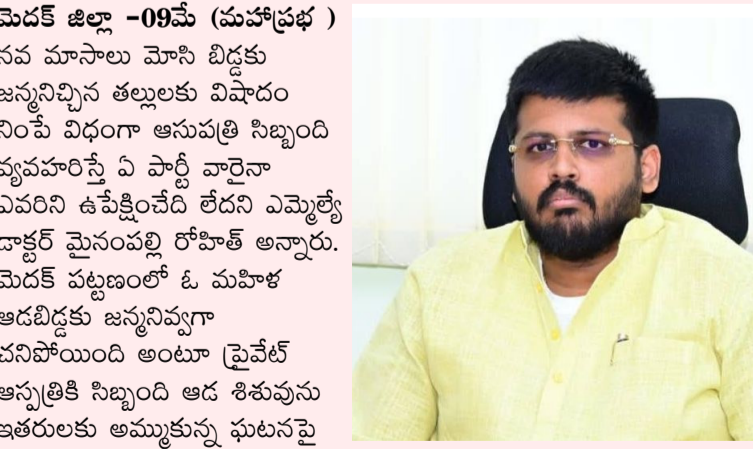 మెదక్ జిల్లా -09మే (మహాప్రభ )
నవ మాసాలు మోసి బిడ్డకు
జన్మనిచ్చిన తల్లులకు విషాదం
నింపే విధంగా ఆసుపత్రి సిబ్బంది
వ్యవహరిస్తే ఏ పార్టీ వారైనా
ఎవరిని ఉపేక్షించేది లేదని ఎమ్మెల్యే
డాక్టర్ మైనంపల్లి రోహిత్ అన్నారు.
మెదక్ పట్టణంలో ఓ మహిళ
ఆడబిడ్డకు జన్మనివ్వగా
చనిపోయింది అంటూ ప్రైవేట్
ఆస్పత్రికి సిబ్బంది ఆడ శిశువును
ఇతరులకు అమ్ముకున్న ఘటనపై